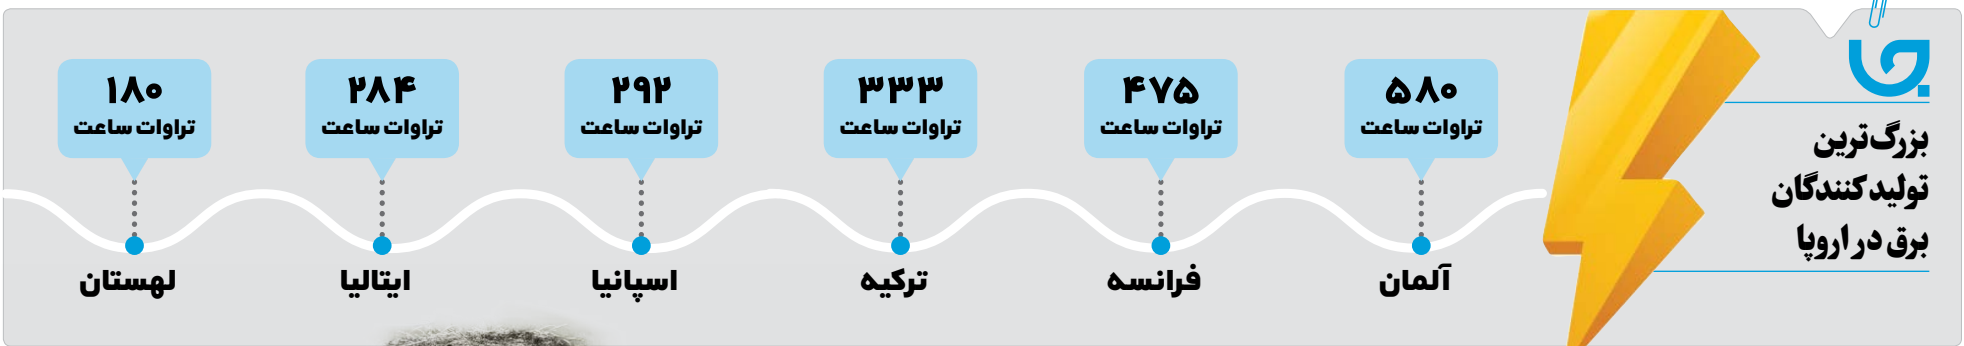 بزرگ‌ترین
تولیدکنندگان
برق در اروپا
۵۸۰
تراوات ساعت
آلمان
۴۷۵
تراوات ساعت
فرانسه
۳۳۳
تراوات ساعت
ترکیه
۲۹۲
تراوات ساعت
اسپانیا
۲۸۴
تراوات ساعت
ایتالیا
۱۸۰
تراوات ساعت
لهستان